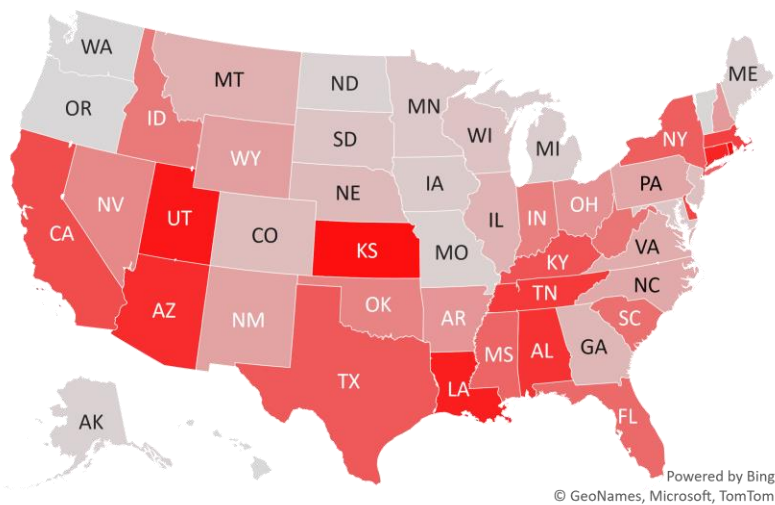 WA
MT
ND
MN
ME
OR
ID
SD
WI
MI
NY
WY
IA
PA
NE
NV
UT
CO
IL
IN
OH
CA
KS
MO
KY
VA
AZ
NM
OK
AR
TN
NC
SC
MS
AL
GA
TX
LA
FL
AK
Powered by Bing
© GeoNames, Microsoft, TomTom